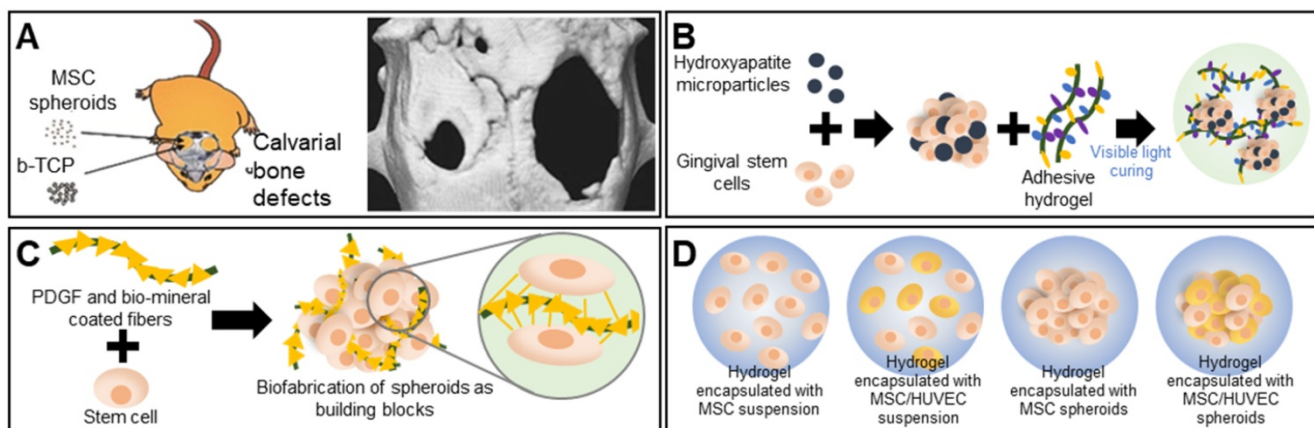 A
MSC
spheroids
b-TCP
Calvarial
bone
defects
B
Hydroxyapatite
microparticles
Gingival stem
cells
Adhesive
hydrogel
Visible light
curing
C
PDGF and bio-mineral
coated fibers
Stem cell
Biofabrication of spheroids as
building blocks
D
Hydrogel
encapsulated with
MSC suspension
Hydrogel
encapsulated with
MSC/HUVEC
suspension
Hydrogel
encapsulated with
MSC spheroids
Hydrogel
encapsulated with
MSC/HUVEC
spheroids